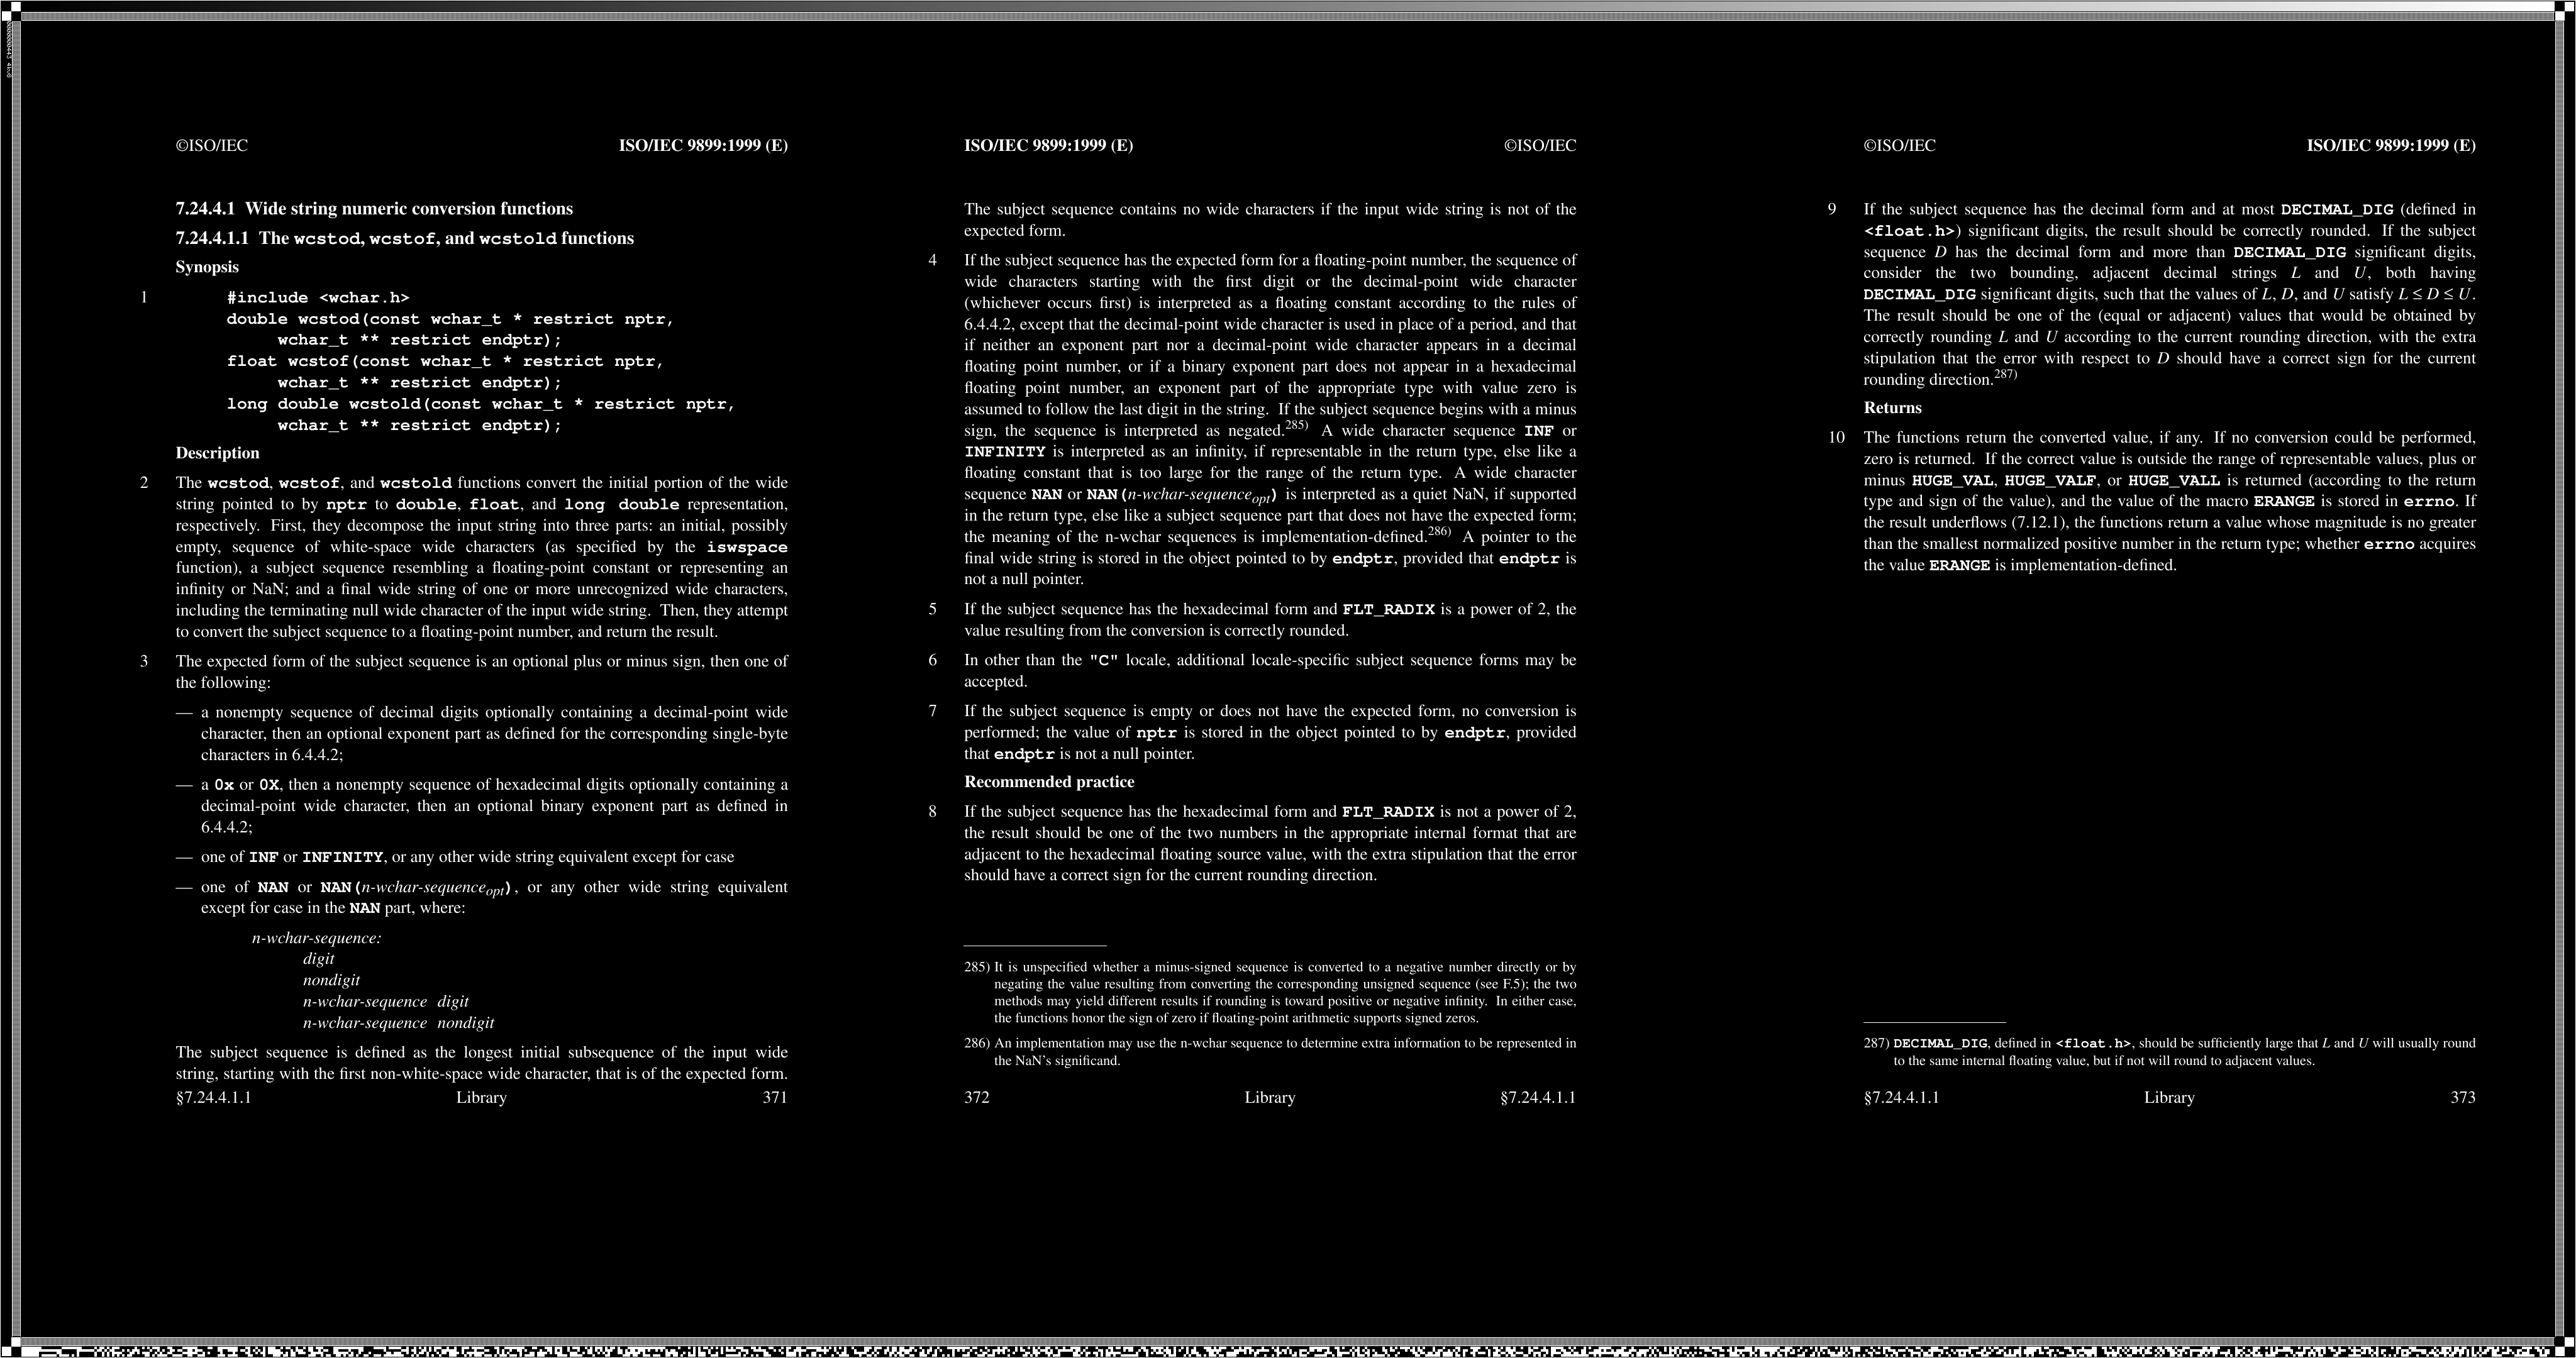 ©ISO/IEC ISO/IEC 9899:1999 (E)
7.24.4.1 Wide string numeric conversion functions
7.24.4.1.1 The wcstod, wcstof, and wcstold functions
Synopsis
1 #include <wchar.h>
double wcstod(const wchar_t * restrict nptr,
wchar_t ** restrict endptr);
float wcstof(const wchar_t * restrict nptr,
wchar_t ** restrict endptr);
long double wcstold(const wchar_t * restrict nptr,
wchar_t ** restrict endptr);
Description
2 The wcstod, wcstof, and wcstold functions convert the initial portion of the wide
string pointed to by nptr to double, float, and long double representation,
respectively. First, they decompose the input string into three parts: an initial, possibly
empty, sequence of white-space wide characters (as specified by the iswspace
function), a subject sequence resembling a floating-point constant or representing an
infinity or NaN; and a final wide string of one or more unrecognized wide characters,
including the terminating null wide character of the input wide string. Then, they attempt
to convert the subject sequence to a floating-point number, and return the result.
3 The expected form of the subject sequence is an optional plus or minus sign, then one of
the following:
— a nonempty sequence of decimal digits optionally containing a decimal-point wide
character, then an optional exponent part as defined for the corresponding single-byte
characters in 6.4.4.2;
— a 0x or 0X, then a nonempty sequence of hexadecimal digits optionally containing a
decimal-point wide character, then an optional binary exponent part as defined in
6.4.4.2;
— one of INF or INFINITY, or any other wide string equivalent except for case
— one of NAN or NAN(n-wchar-sequenceopt), or any other wide string equivalent
except for case in the NAN part, where:
n-wchar-sequence:
digit
nondigit
n-wchar-sequence digit
n-wchar-sequence nondigit
The subject sequence is defined as the longest initial subsequence of the input wide
string, starting with the first non-white-space wide character, that is of the expected form.
§7.24.4.1.1 Library 371
ISO/IEC 9899:1999 (E) ©ISO/IEC
The subject sequence contains no wide characters if the input wide string is not of the
expected form.
4 If the subject sequence has the expected form for a floating-point number, the sequence of
wide characters starting with the first digit or the decimal-point wide character
(whichever occurs first) is interpreted as a floating constant according to the rules of
6.4.4.2, except that the decimal-point wide character is used in place of a period, and that
if neither an exponent part nor a decimal-point wide character appears in a decimal
floating point number, or if a binary exponent part does not appear in a hexadecimal
floating point number, an exponent part of the appropriate type with value zero is
assumed to follow the last digit in the string. If the subject sequence begins with a minus
sign, the sequence is interpreted as negated.285) A wide character sequence INF or
INFINITY is interpreted as an infinity, if representable in the return type, else like a
floating constant that is too large for the range of the return type. A wide character
sequence NAN or NAN(n-wchar-sequenceopt) is interpreted as a quiet NaN, if supported
in the return type, else like a subject sequence part that does not have the expected form;
the meaning of the n-wchar sequences is implementation-defined.286) A pointer to the
final wide string is stored in the object pointed to by endptr, provided that endptr is
not a null pointer.
5 If the subject sequence has the hexadecimal form and FLT_RADIX is a power of 2, the
value resulting from the conversion is correctly rounded.
6 In other than the "C" locale, additional locale-specific subject sequence forms may be
accepted.
7 If the subject sequence is empty or does not have the expected form, no conversion is
performed; the value of nptr is stored in the object pointed to by endptr, provided
that endptr is not a null pointer.
Recommended practice
8 If the subject sequence has the hexadecimal form and FLT_RADIX is not a power of 2,
the result should be one of the two numbers in the appropriate internal format that are
adjacent to the hexadecimal floating source value, with the extra stipulation that the error
should have a correct sign for the current rounding direction.
285) It is unspecified whether a minus-signed sequence is converted to a negative number directly or by
negating the value resulting from converting the corresponding unsigned sequence (see F.5); the two
methods may yield different results if rounding is toward positive or negative infinity. In either case,
the functions honor the sign of zero if floating-point arithmetic supports signed zeros.
286) An implementation may use the n-wchar sequence to determine extra information to be represented in
the NaN's significand.
372 Library §7.24.4.1.1
©ISO/IEC ISO/IEC 9899:1999 (E)
9 If the subject sequence has the decimal form and at most DECIMAL_DIG (defined in
<float.h>) significant digits, the result should be correctly rounded. If the subject
sequence D has the decimal form and more than DECIMAL_DIG significant digits,
consider the two bounding, adjacent decimal strings L and U, both having
DECIMAL_DIG significant digits, such that the values of L, D, and U satisfy L ≤ D ≤ U.
The result should be one of the (equal or adjacent) values that would be obtained by
correctly rounding L and U according to the current rounding direction, with the extra
stipulation that the error with respect to D should have a correct sign for the current
rounding direction.287)
Returns
10 The functions return the converted value, if any. If no conversion could be performed,
zero is returned. If the correct value is outside the range of representable values, plus or
minus HUGE_VAL, HUGE_VALF, or HUGE_VALL is returned (according to the return
type and sign of the value), and the value of the macro ERANGE is stored in errno. If
the result underflows (7.12.1), the functions return a value whose magnitude is no greater
than the smallest normalized positive number in the return type; whether errno acquires
the value ERANGE is implementation-defined.
287) DECIMAL_DIG, defined in <float.h>, should be sufficiently large that L and U will usually round
to the same internal floating value, but if not will round to adjacent values.
§7.24.4.1.1 Library 373